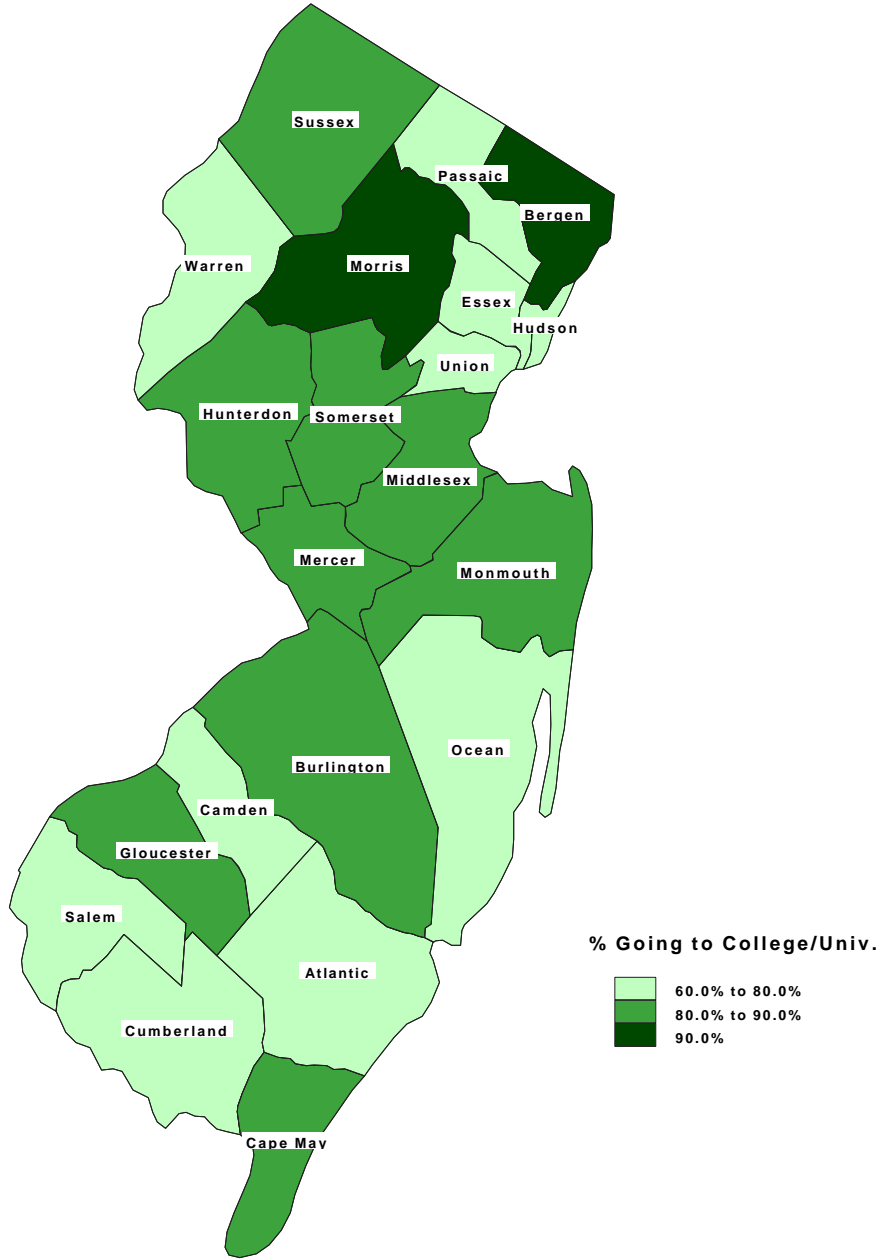 Sussex
Passaic
Bergen
Warren
Morris
Essex
Hudson
Union
Hunterdon
Somerset
Middlesex
Mercer
Monmouth
Ocean
Burlington
Camden
Gloucester
Salem
Atlantic
Cumberland
Cape May
% Going to College/Univ.
60.0% to 80.0%
80.0% to 90.0%
90.0%